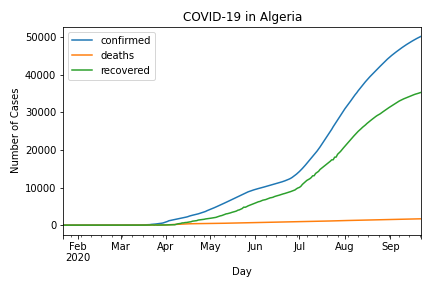 COVID-19 in Algeria
confirmed
deaths
recovered
50000
40000
30000
20000
10000
0
Number of Cases
Feb Mar Apr May Jun Jul Aug Sep
2020
Day